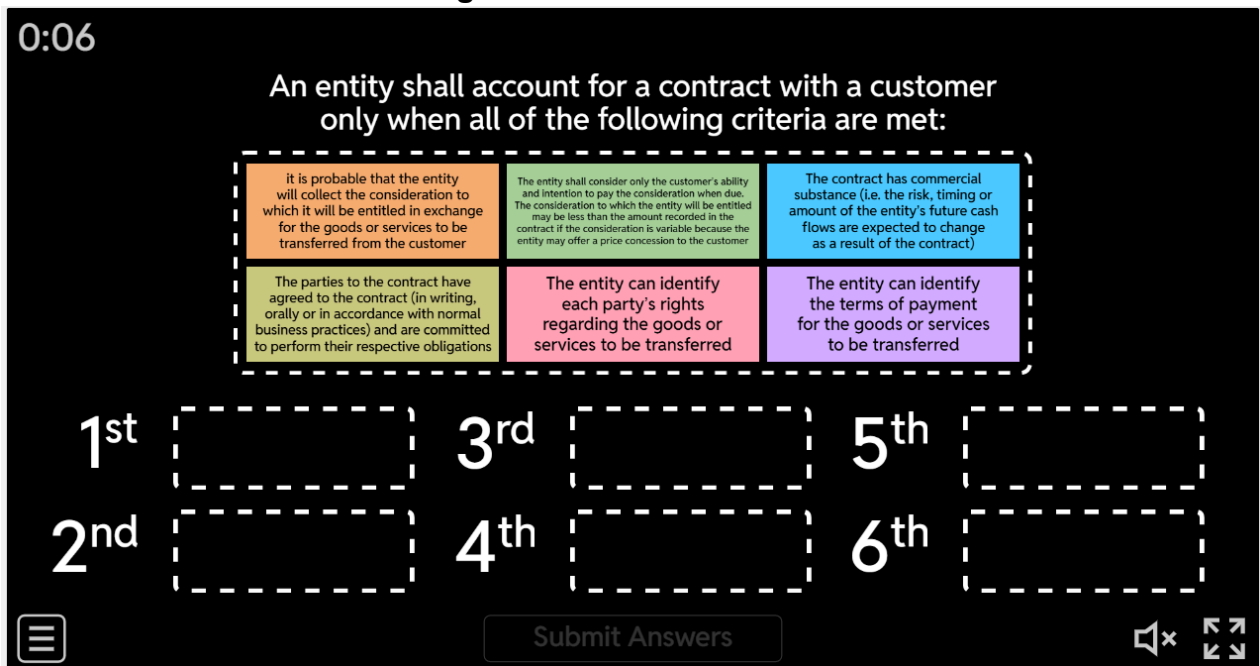 0:06
An entity shall account for a contract with a customer
only when all of the following criteria are met:
it is probable that the entity
will collect the consideration to
which it will be entitled in exchange
for the goods or services to be
transferred from the customer
The entity shall consider only the customer's ability
and intention to pay the consideration when due.
The consideration to which the entity will be entitled
may be less than the amount recorded in the
contract if the consideration is variable because the
entity may offer a price concession to the customer
The contract has commercial
substance (i.e. the risk, timing or
amount of the entity's future cash
flows are expected to change
as a result of the contract)
The parties to the contract have
agreed to the contract (in writing,
orally or in accordance with normal
business practices) and are committed
to perform their respective obligations
The entity can identify
each party's rights
regarding the goods or
services to be transferred
The entity can identify
the terms of payment
for the goods or services
to be transferred
1st
3rd
5th
2nd
4th
6th
Submit Answers